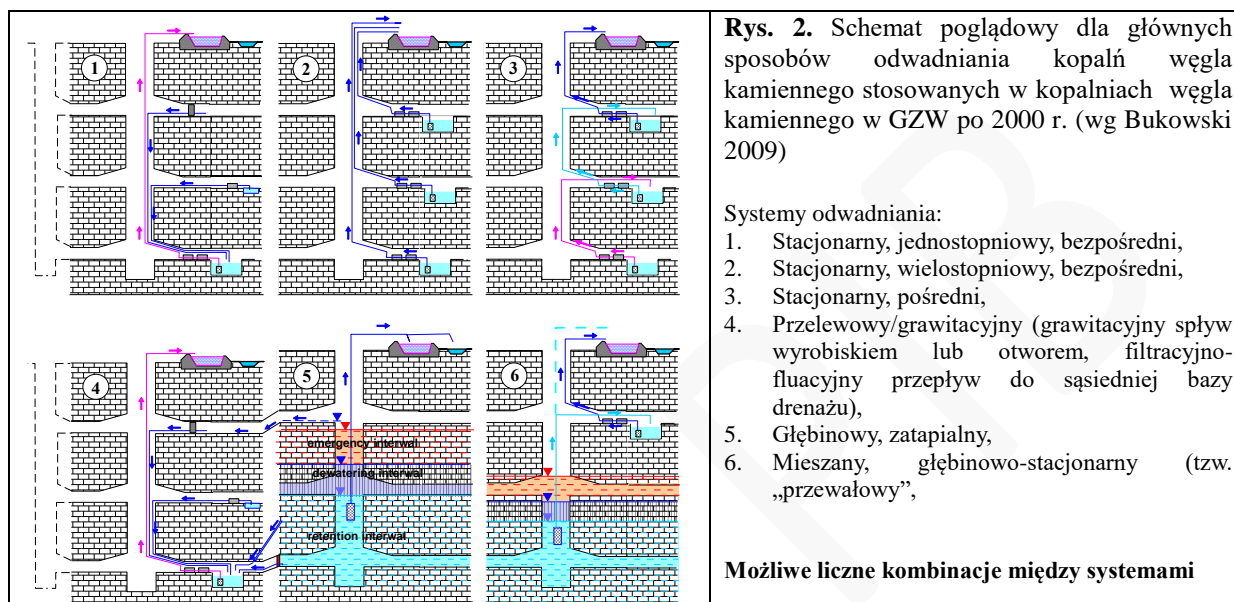 1
2
3
4
5
6
emergency interwal
dewatering interwal
retention interwal
Rys. 2. Schemat poglądowy dla głównych
sposobów odwadniania kopalń węgla
kamiennego stosowanych w kopalniach węgla
kamiennego w GZW po 2000 r. (wg Bukowski
2009)
Systemy odwadniania:
1. Stacjonarny, jednostopniowy, bezpośredni,
2. Stacjonarny, wielostopniowy, bezpośredni,
3. Stacjonarny, pośredni,
4. Przelewowy/grawitacyjny (grawitacyjny spływ
wyrobiskiem lub otworem, filtracyjno-
fluacyjny przepływ do sąsiedniej bazy
drenażu),
5. Głębinowy, zatapialny,
6. Mieszany, głębinowo-stacjonarny (tzw.
„przewałowy”,
Możliwe liczne kombinacje między systemami